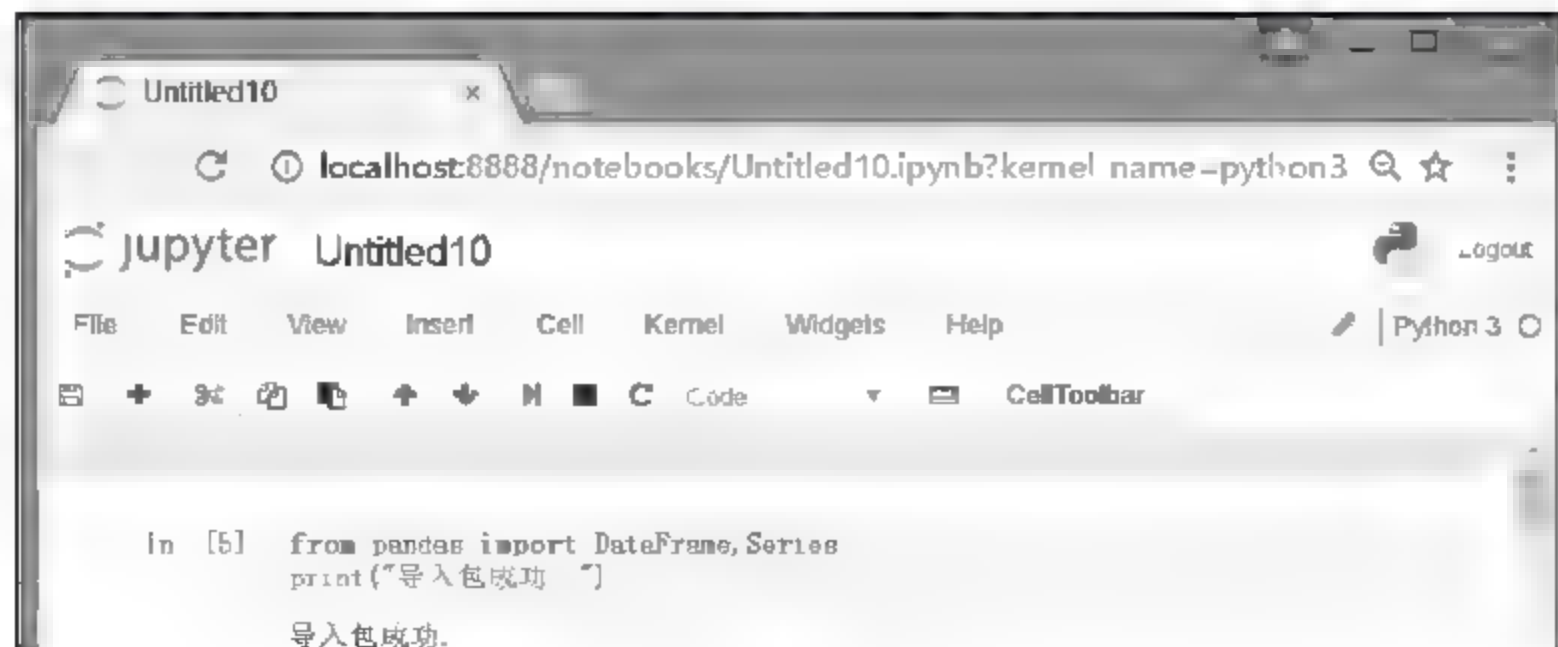 Untitled10
localhost:8888/notebooks/Untitled10.ipynb?kernel name=python3
jupyter Untitled10 Logout
File Edit View Insert Cell Kernel Widgets Help Python 3
Code CellToolbar
In [5] from pandas import DataFrame,Series
print("导入包成功 ")
导入包成功.